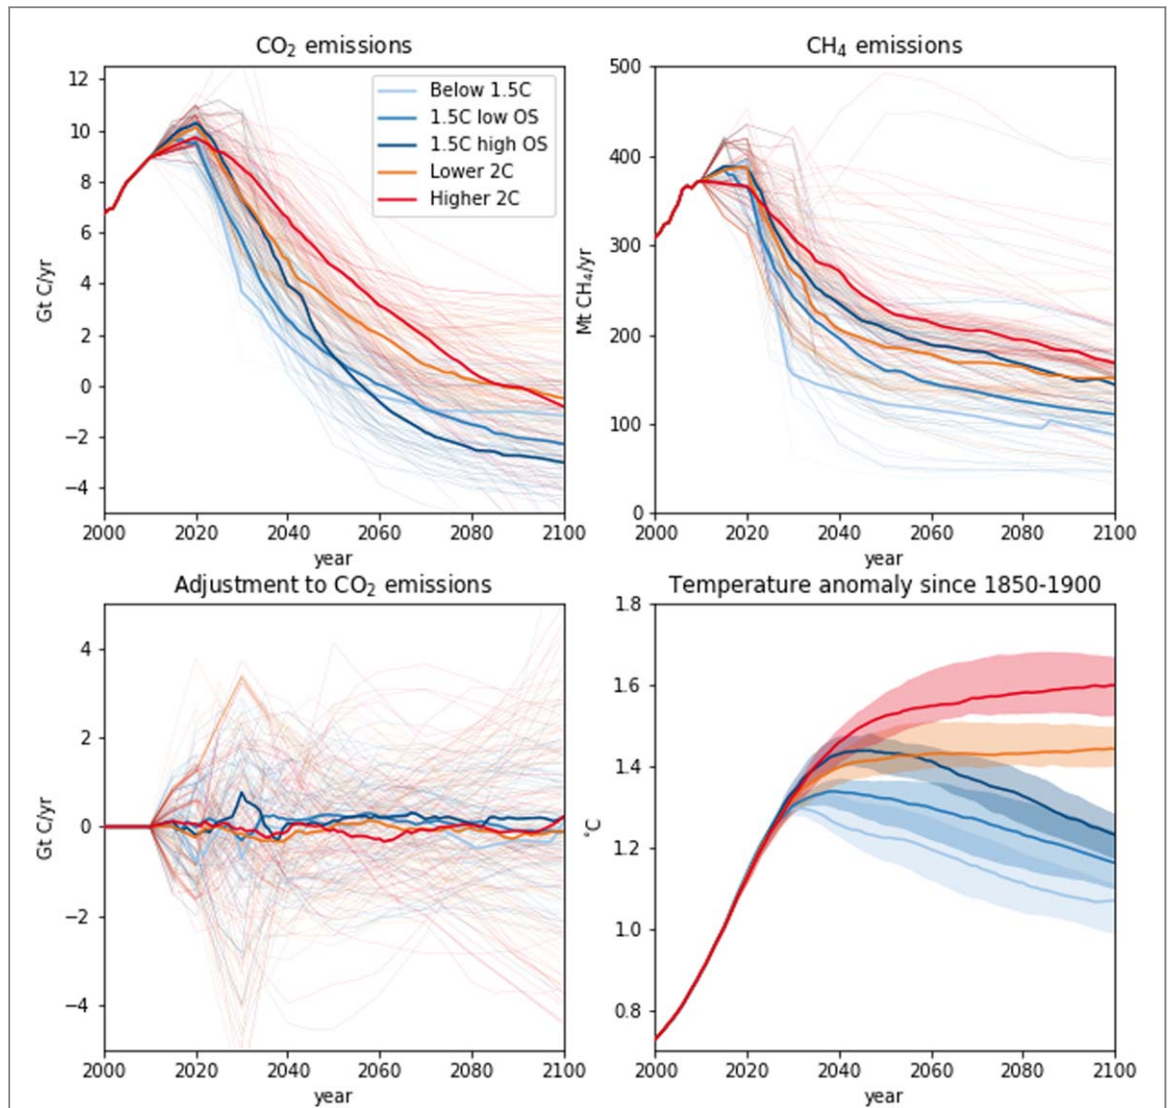 CO₂ emissions
12
10
8
6
4
2
0
−2
−4
Gt C/yr
2000 2020 2040 2060 2080 2100
year
Below 1.5C
1.5C low OS
1.5C high OS
Lower 2C
Higher 2C
CH₄ emissions
500
400
300
200
100
0
Mt CH₄/yr
2000 2020 2040 2060 2080 2100
year
Adjustment to CO₂ emissions
4
2
0
−2
−4
Gt C/yr
2000 2020 2040 2060 2080 2100
year
Temperature anomaly since 1850-1900
1.8
1.6
1.4
1.2
1.0
0.8
°C
2000 2020 2040 2060 2080 2100
year